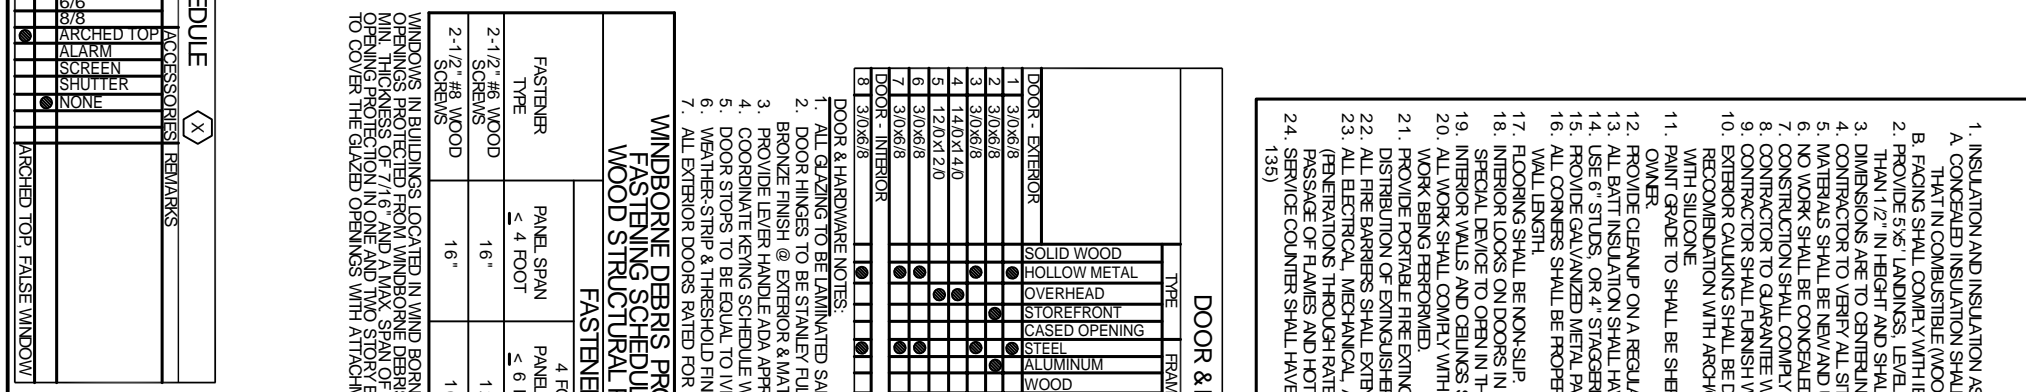 1. INSULATION AND INSULATION AS
A. CONCEALED INSULATION SHAL
THAT IN COMBUSTIBLE (WOOD
B. FACING SHALL COMPLY WITH E
2. PROVIDE 5'x5' LANDINGS, LEVEL
THAN 1/2" IN HEIGHT AND SHAL
3. DIMENSIONS ARE TO CENTERLIN
4. CONTRACTOR TO VERIFY ALL SIT
5. MATERIALS SHALL BE NEW AND
6. NO WORK SHALL BE CONCEALED
7. CONSTRUCTION SHALL COMPLY
8. CONTRACTOR TO GUARANTEE W
9. CONTRACTOR SHALL FURNISH W
10. EXTERIOR CAULKING SHALL BE D
RECCOMENDATION WITH ARCHI
WITH SILICONE.
11. PAINT GRADE TO SHALL BE SHER
OWNER.
12. PROVIDE CLEANUP ON A REGUL
13. ALL BATT INSULATION SHALL HAV
14. USE 6" STUDS, OR 4" STAGGER
15. PROVIDE GALVANIZED METAL PA
16. ALL CORNERS SHALL BE PROPER
WALL LENGTH.
17. FLOORING SHALL BE NON-SLIP.
18. INTERIOR LOCKS ON DOORS IN
SPECIAL DEVICE TO OPEN IN TH
19. INTERIOR WALLS AND CEILINGS S
20. ALL WORK SHALL COMPLY WITH
WORK BEING PERFORMED.
21. PROVIDE PORTABLE FIRE EXTING
DISTRIBUTION OF EXTINGUISHER
22. ALL FIRE BARRIERS SHALL EXTEN
23. ALL ELECTRICAL, MECHANICAL, A
(PENETRATIONS THROUGH RATE
PASSAGE OF FLAMES AND HOT
24. SERVICE COUNTER SHALL HAVE
135)
DOOR &
TYPE
FRAM
DOOR - EXTERIOR
SOLID WOOD
HOLLOW METAL
OVERHEAD
STOREFRONT
CASED OPENING
STEEL
ALUMINUM
WOOD
1 3/0x6/8
2 3/0x6/8
3 3/0x6/8
4 14.0x14/0
5 12/0x12/0
6 3/0x6/8
7 3/0x6/8
DOOR - INTERIOR
8 3/0x6/8
DOOR & HARDWARE NOTES:
1. ALL GLAZING TO BE LAMINATED SA
2. DOOR HINGES TO BE STANLEY FUL
BRONZE FINISH @ EXTERIOR & MAT
3. PROVIDE LEVER HANDLE ADA APPR
4. COORDINATE KEYING SCHEDULE W
5. DOOR STOPS TO BE EQUAL TO IV
6. WEATHER-STRIP & THRESHOLD FIN
7. ALL EXTERIOR DOORS RATED FOR
WINDBORNE DEBRIS PRO
FASTENING SCHEDUL
WOOD STRUCTURAL P
FASTENER
TYPE
FASTENE
PANEL SPAN
< 4 FOOT
4 FO
PANEL
< 6 F
2-1/2" #6 WOOD
SCREWS
16"
2-1/2" #8 WOOD
SCREWS
16"
WINDOWS IN BUILDINGS LOCATED IN WIND BORN
OPENINGS PROTECTED FROM WINDBORNE DEBRI
MIN. THICKNESS OF 7/16" AND A MAX. SPAN OF
OPENING PROTECTION IN ONE AND TWO STORY B
TO COVER THE GLAZED OPENINGS WITH ATTACHM
EDULE X
ACCESSORIES
REMARKS
6/6
8/8
ARCHED TOP
ALARM
SCREEN
SHUTTER
NONE
ARCHED TOP, FALSE WINDOW